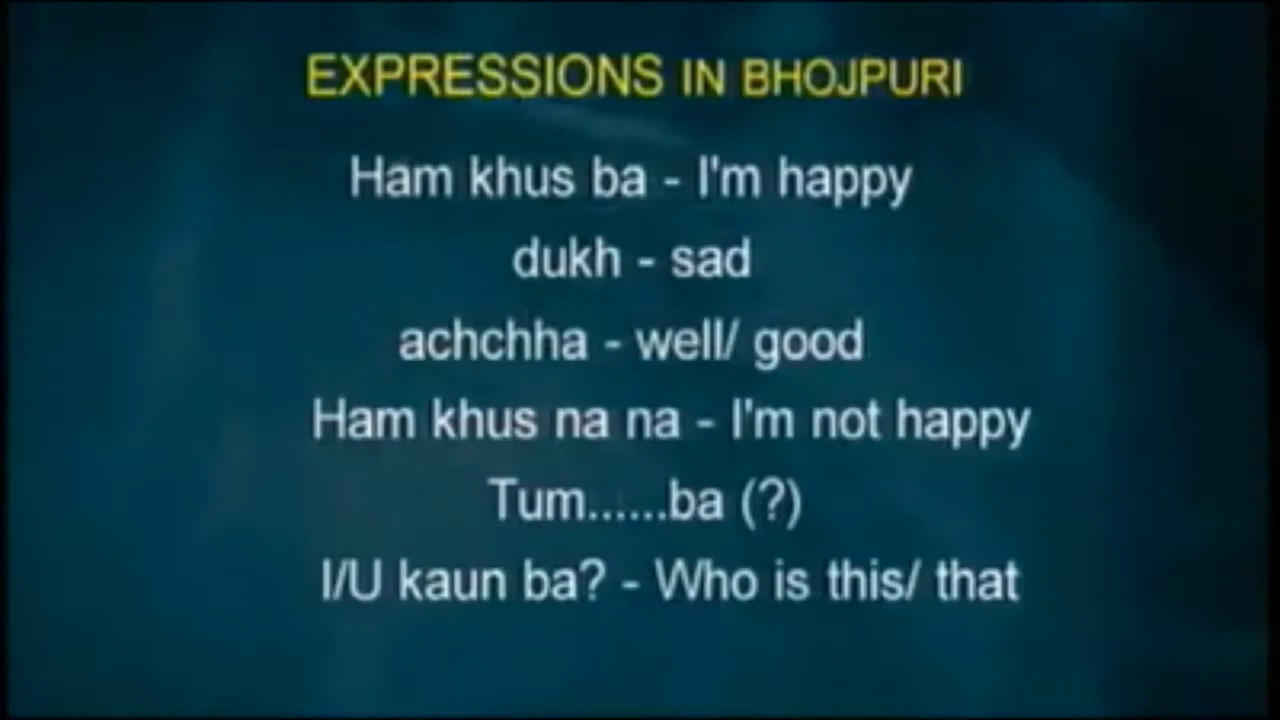 EXPRESSIONS IN BHOJPURI
Ham khus ba - I'm happy
dukh - sad
achchha - well/ good
Ham khus na na - I'm not happy
Tum......ba (?)
I/U kaun ba? - Who is this/ that